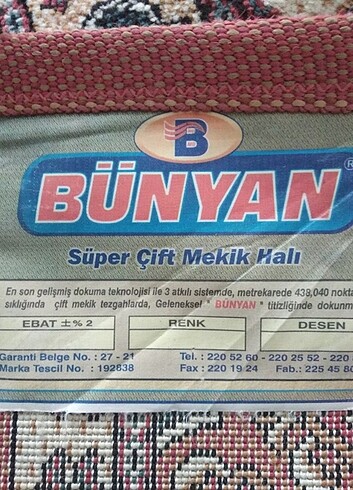 B
BÜNYAN ®
Süper Çift Mekik Halı
En son gelişmiş dokuma teknolojisi ile 3 atkılı sistemde, metrekarede 438,040 nokta
sıklığında çift mekik tezgahlarda, Geleneksel " BÜNYAN " titizliğinde dokunm
EBAT ±% 2 RENK DESEN
Garanti Belge No. : 27 - 21 Tel. : 220 52 60 - 220 25 52 - 220
Marka Tescil No. : 192838 Fax : 220 19 24 Fab.: 225 45 80